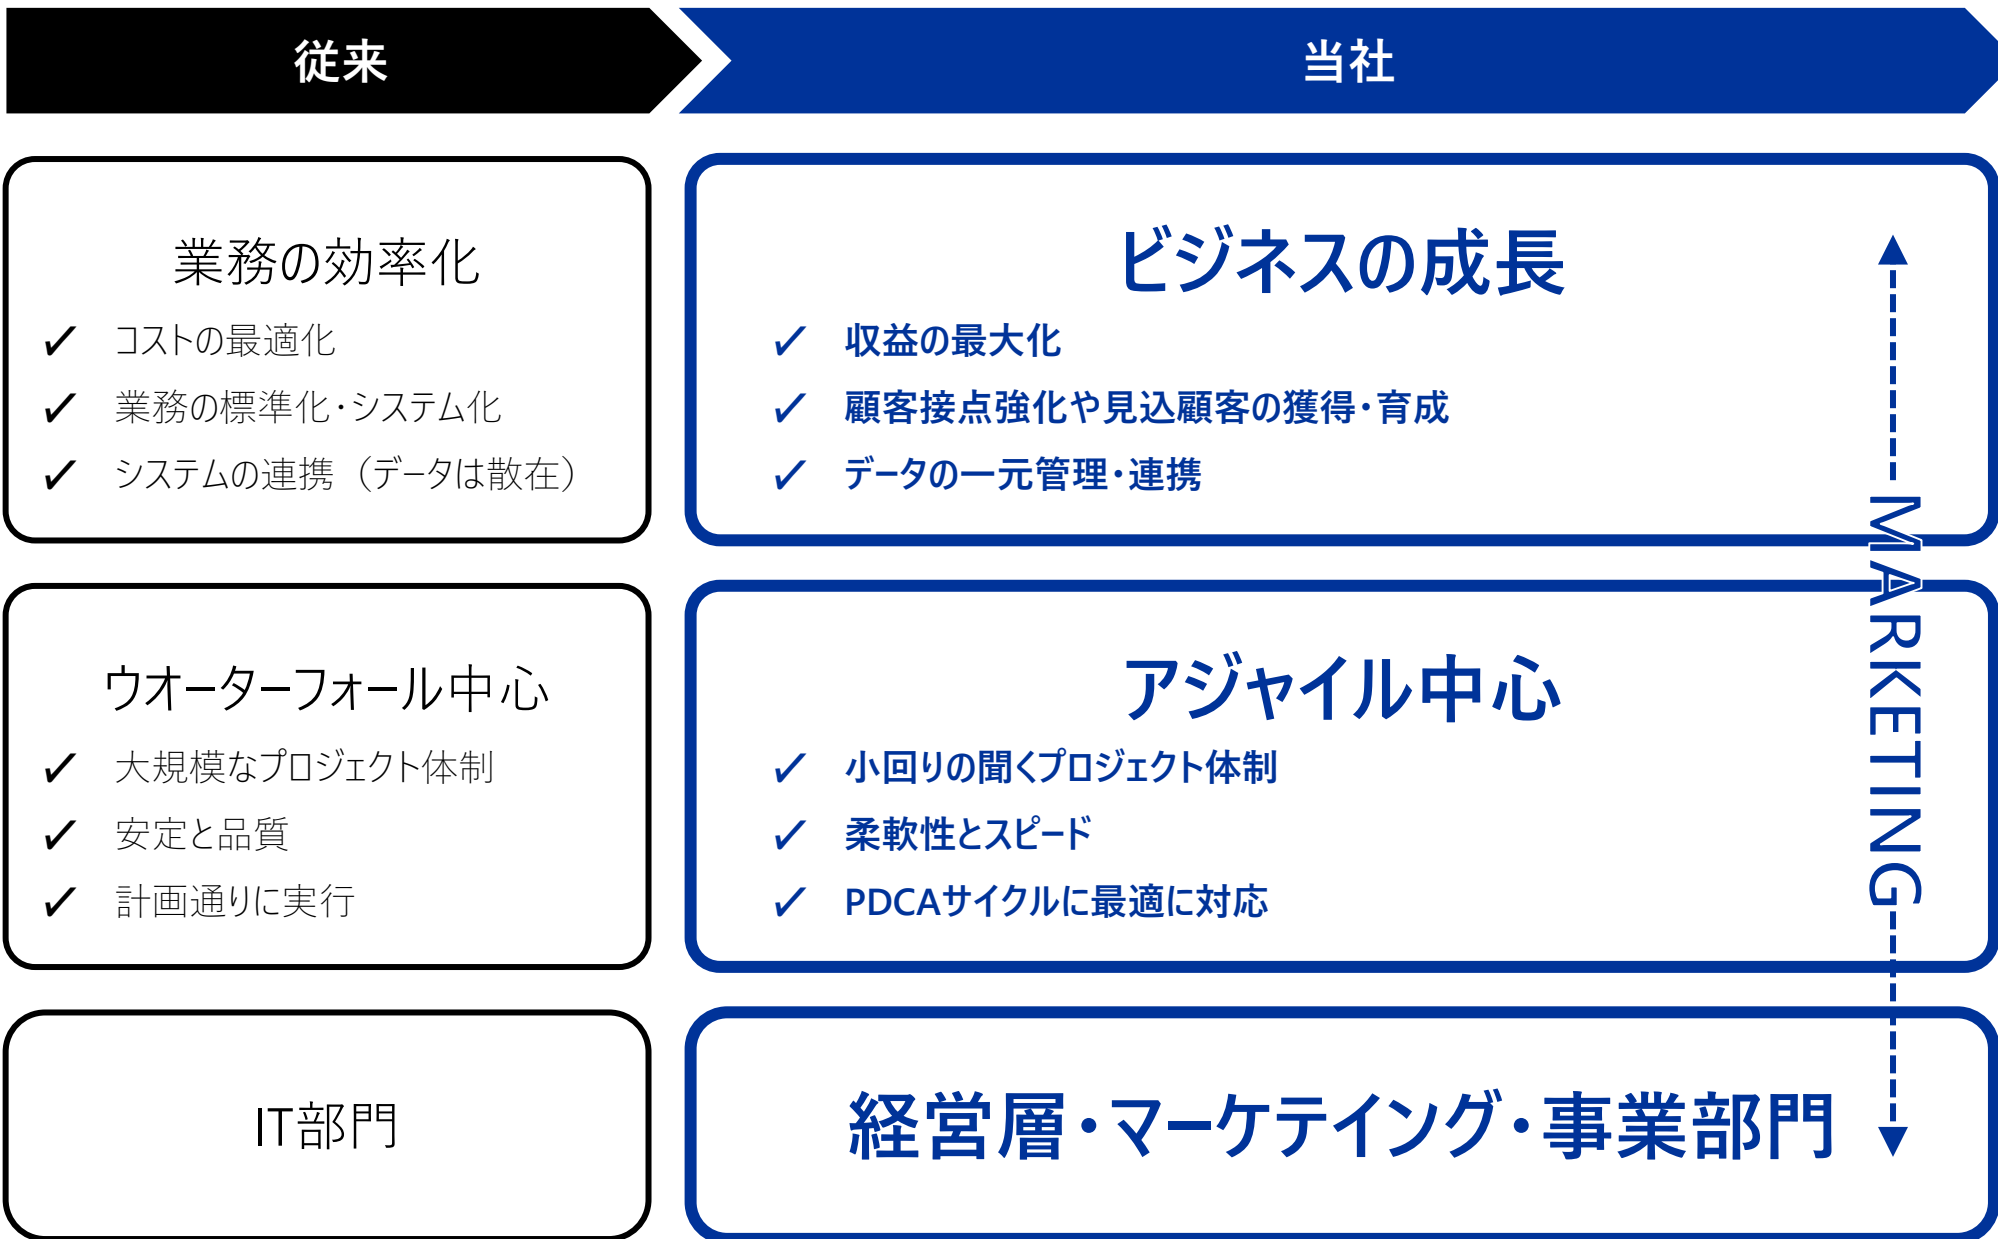 従来
当社
業務の効率化
✓ コストの最適化
✓ 業務の標準化・システム化
✓ システムの連携（データは散在）
ビジネスの成長
✓ 収益の最大化
✓ 顧客接点強化や見込顧客の獲得・育成
✓ データの一元管理・連携
ウオーターフォール中心
✓ 大規模なプロジェクト体制
✓ 安定と品質
✓ 計画通りに実行
アジャイル中心
✓ 小回りの聞くプロジェクト体制
✓ 柔軟性とスピード
✓ PDCAサイクルに最適に対応
IT部門
経営層・マーケテイング・事業部門
MARKETING